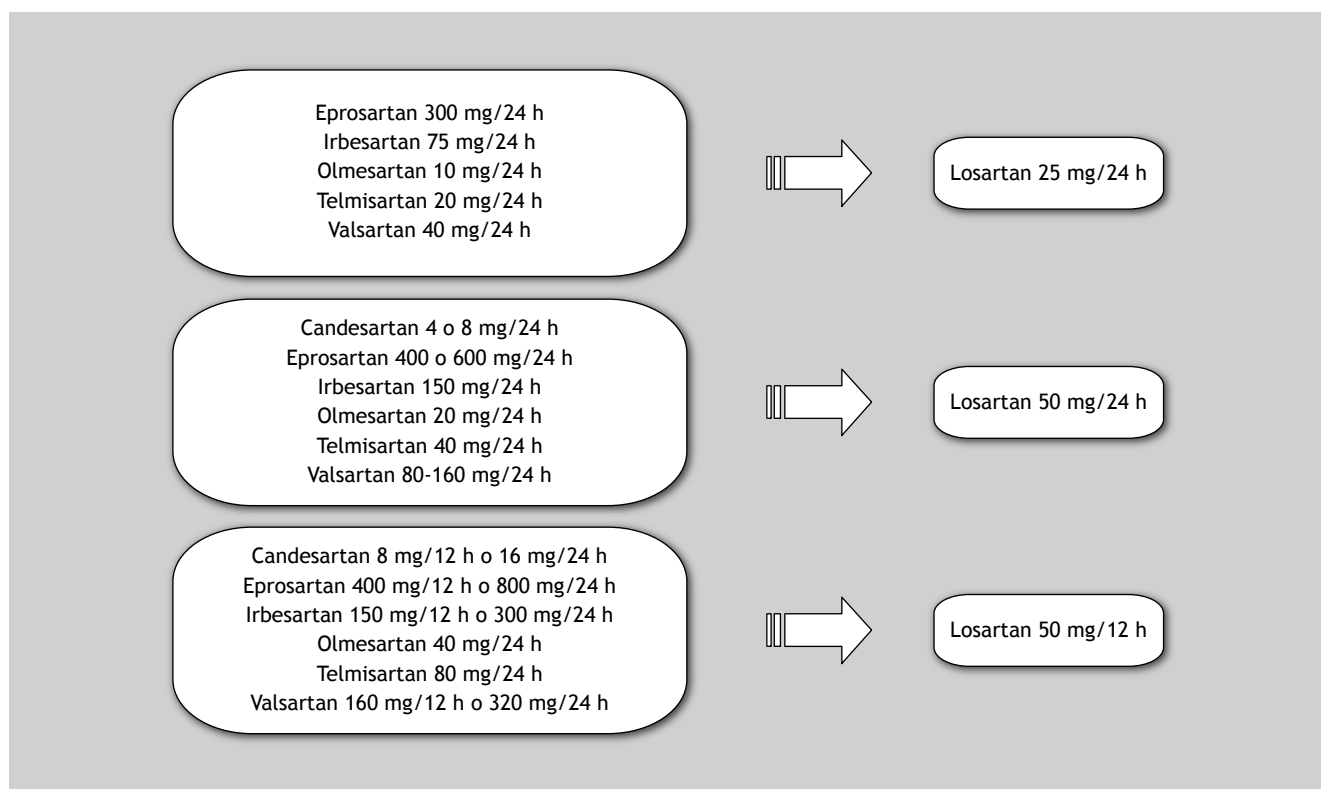 Eprosartan 300 mg/24 h
Irbesartan 75 mg/24 h
Olmesartan 10 mg/24 h
Telmisartan 20 mg/24 h
Valsartan 40 mg/24 h
Losartan 25 mg/24 h
Candesartan 4 o 8 mg/24 h
Eprosartan 400 o 600 mg/24 h
Irbesartan 150 mg/24 h
Olmesartan 20 mg/24 h
Telmisartan 40 mg/24 h
Valsartan 80-160 mg/24 h
Losartan 50 mg/24 h
Candesartan 8 mg/12 h o 16 mg/24 h
Eprosartan 400 mg/12 h o 800 mg/24 h
Irbesartan 150 mg/12 h o 300 mg/24 h
Olmesartan 40 mg/24 h
Telmisartan 80 mg/24 h
Valsartan 160 mg/12 h o 320 mg/24 h
Losartan 50 mg/12 h